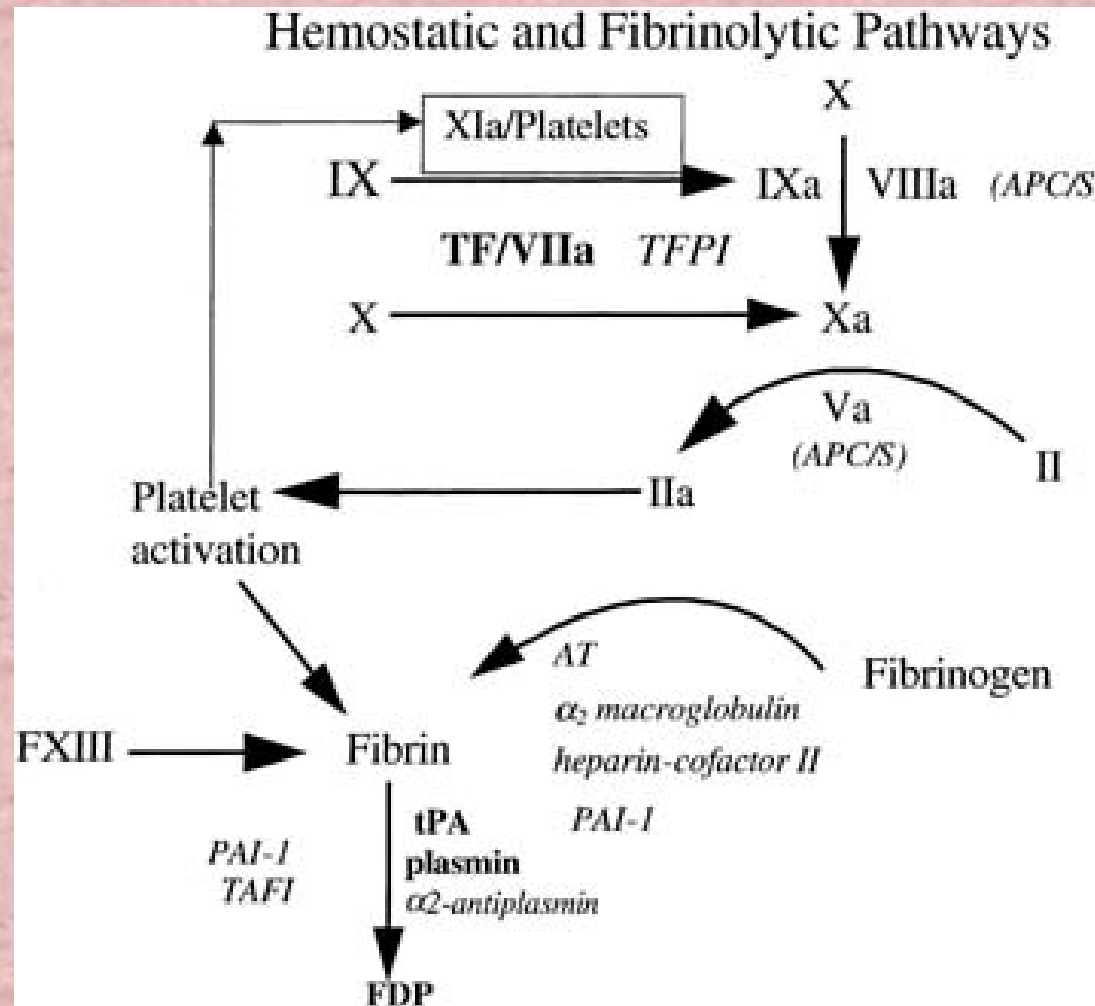 Hemostatic and Fibrinolytic Pathways
X
XIa/Platelets
IX
IXa
VIIIa
(APC/S
TF/VIIa
TFPI
X
Xa
Va
(APC/S)
II
IIa
Platelet
activation
AT
Fibrinogen
α₂ macroglobulin
heparin-cofactor II
FXIII
Fibrin
tPA
PAI-1
plasmin
PAI-1
TAFI
α2-antiplasmin
FDP